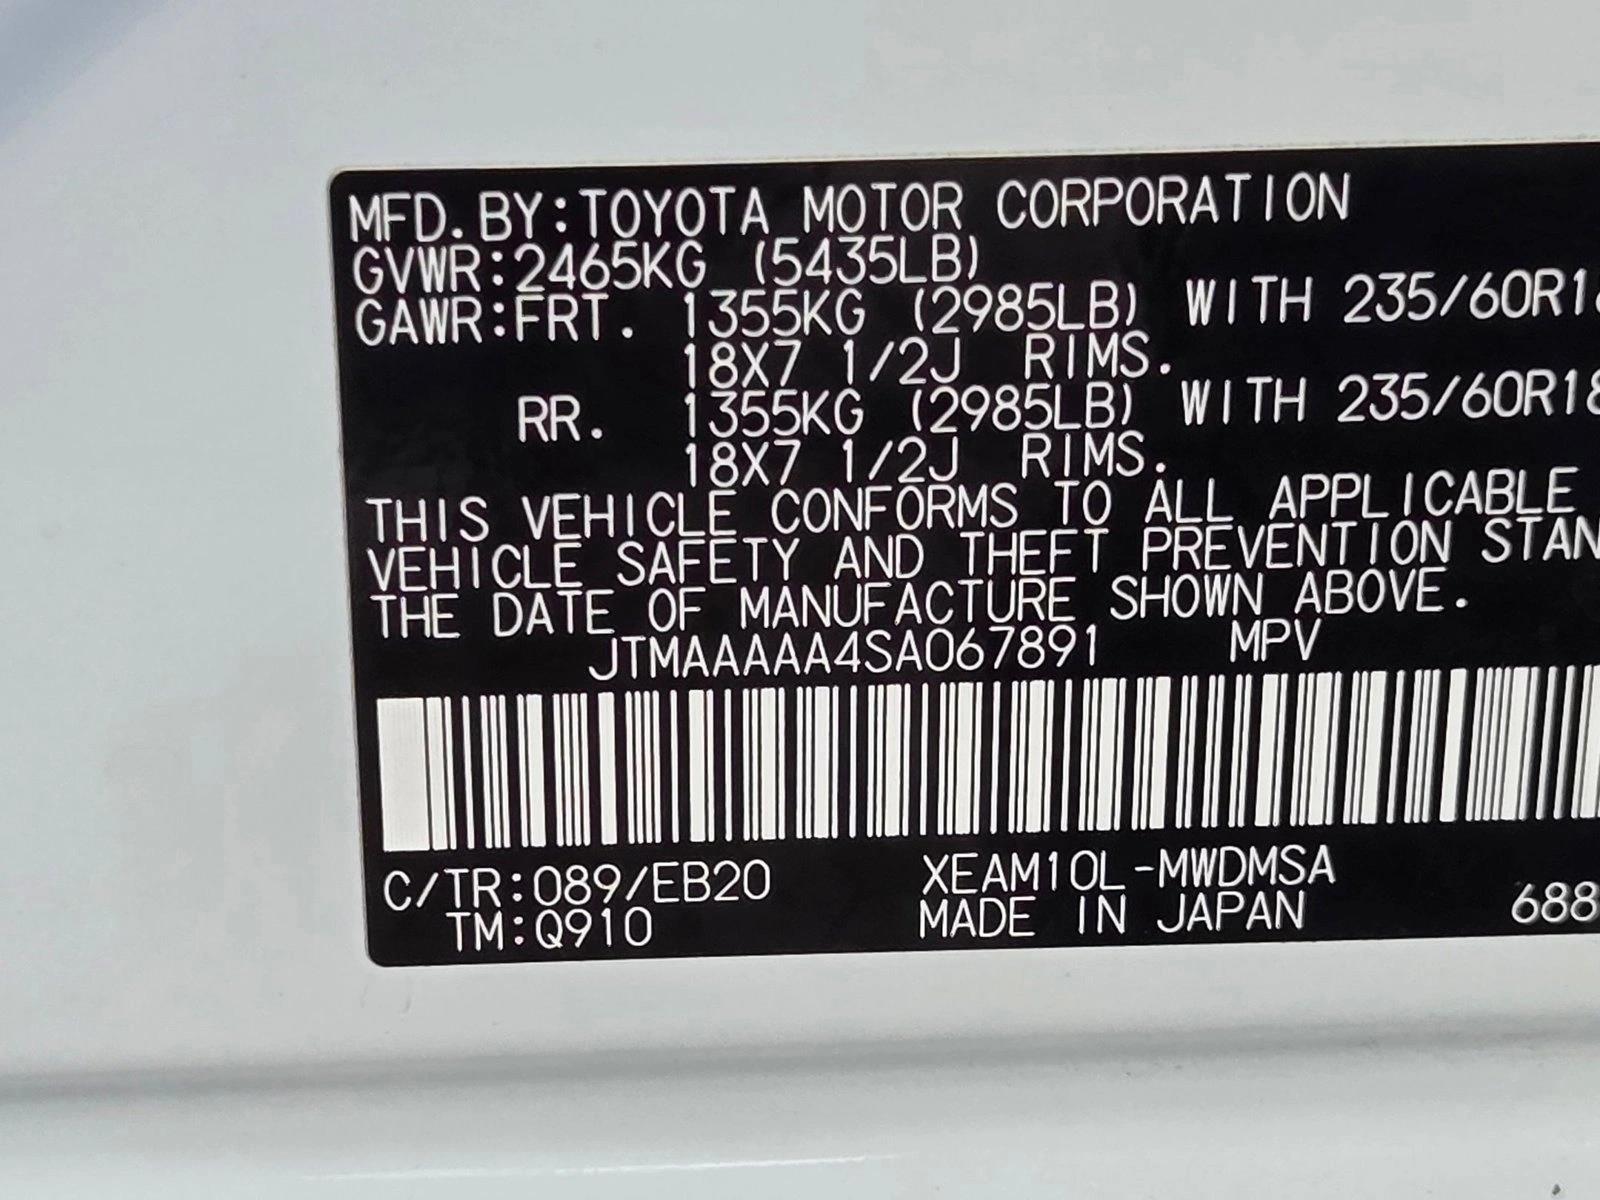 MFD. BY:TOYOTA MOTOR CORPORATION
GVWR:2465KG (5435LB)
GAWR:FRT. 1355KG (2985LB) WITH 235/60R18
18X7 1/2J RIMS.
RR. 1355KG (2985LB) WITH 235/60R18
18X7 1/2J RIMS.
THIS VEHICLE CONFORMS TO ALL APPLICABLE
VEHICLE SAFETY AND THEFT PREVENTION STAN
THE DATE OF MANUFACTURE SHOWN ABOVE.
JTMAAAAA4SA067891 MPV
C/TR:089/EB20 XEAM10L-MWDMSA
TM:Q910 MADE IN JAPAN 688